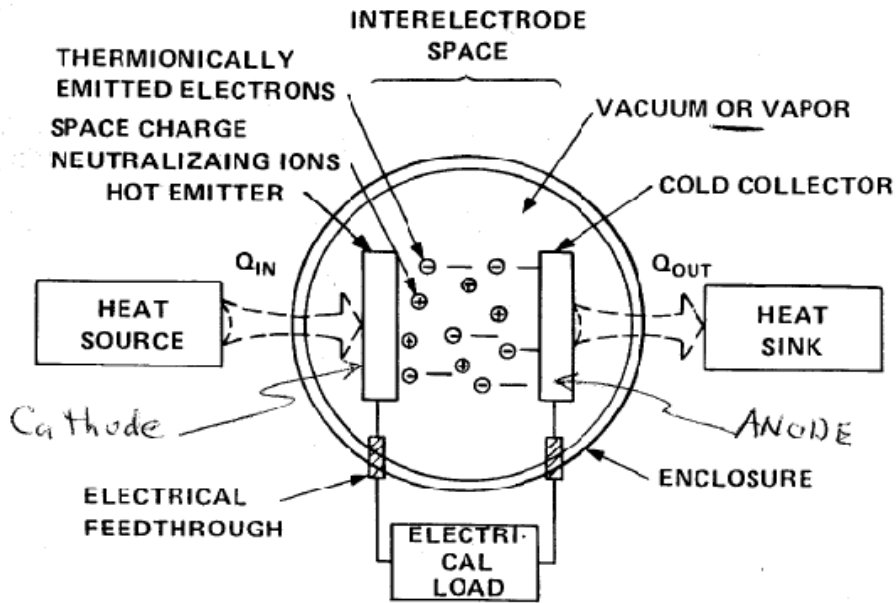 INTERELECTRODE
SPACE
THERMIONICALLY
EMITTED ELECTRONS
SPACE CHARGE
NEUTRALIZAING IONS
HOT EMITTER
VACUUM OR VAPOR
COLD COLLECTOR
QIN
QOUT
HEAT
SOURCE
HEAT
SINK
Cathode
ANODE
ELECTRICAL
FEEDTHROUGH
ENCLOSURE
ELECTRI-
CAL
LOAD